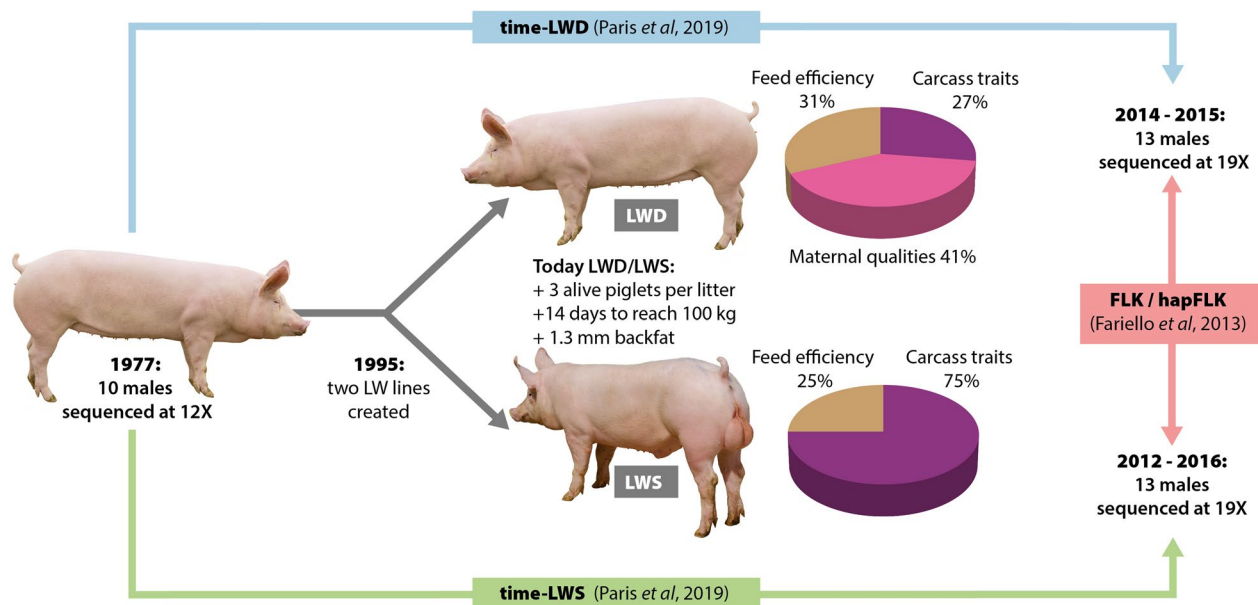 time-LWD (Paris et al, 2019)
Feed efficiency
31%
Carcass traits
27%
2014 - 2015:
13 males
sequenced at 19X
LWD
Maternal qualities 41%
Today LWD/LWS:
+ 3 alive piglets per litter
+14 days to reach 100 kg
+ 1.3 mm backfat
FLK / hapFLK
(Fariello et al, 2013)
1977:
10 males
sequenced at 12X
1995:
two LW lines
created
Feed efficiency
25%
Carcass traits
75%
LWS
2012 - 2016:
13 males
sequenced at 19X
time-LWS (Paris et al, 2019)